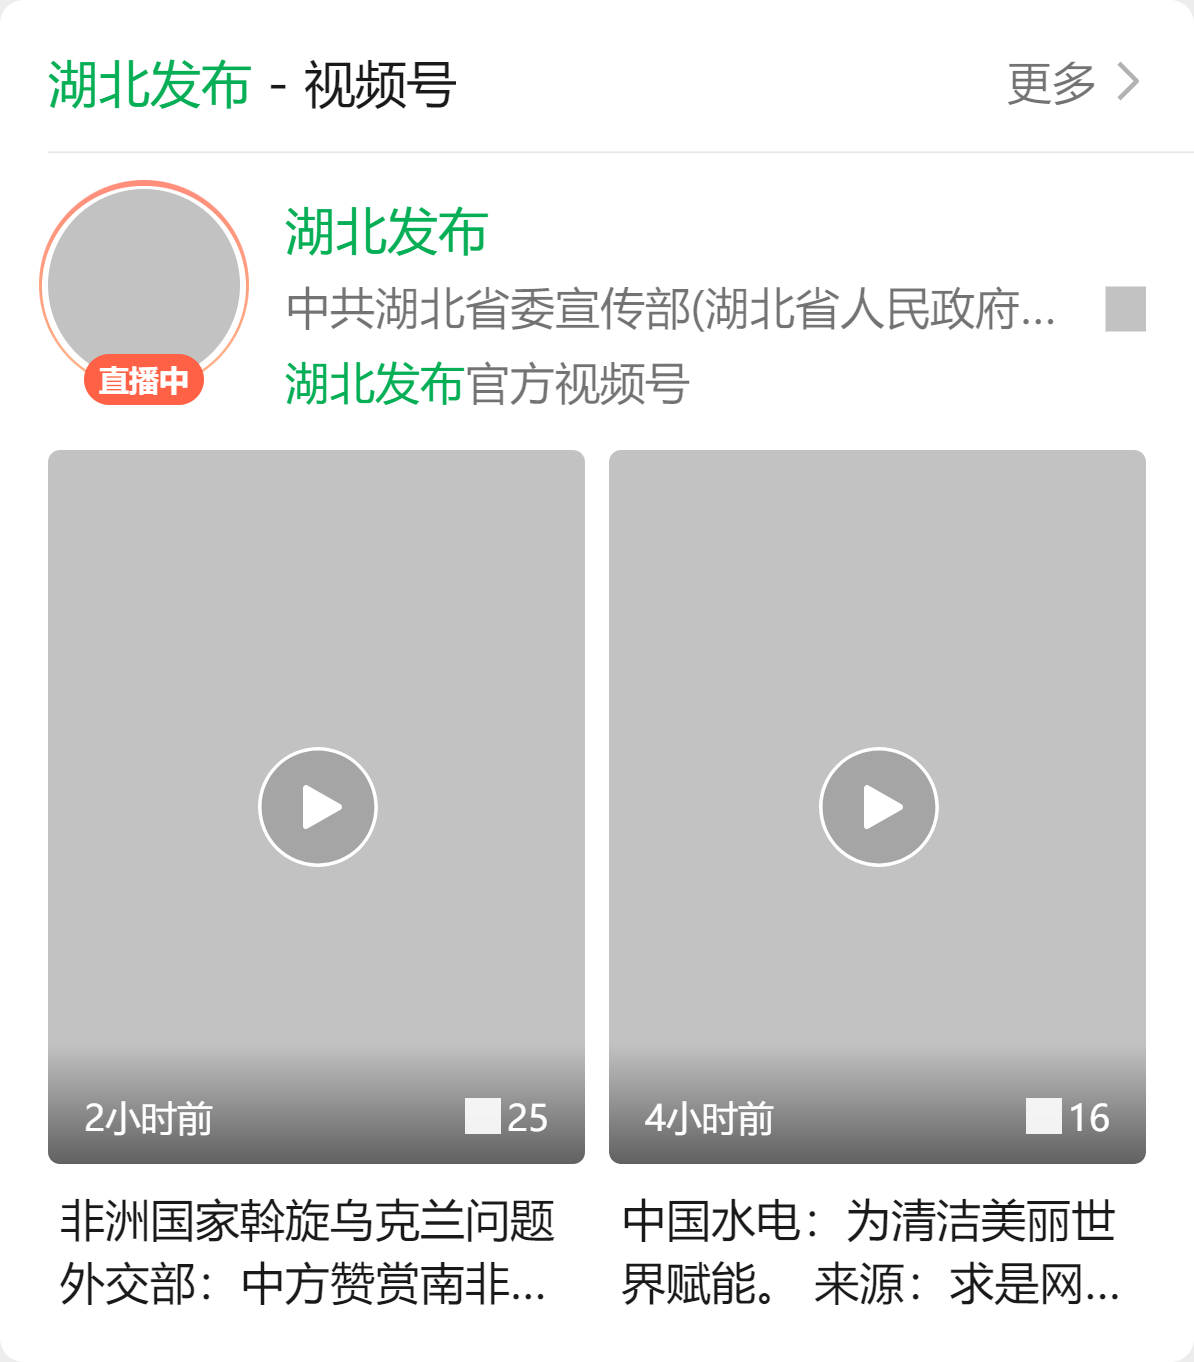 湖北发布 - 视频号
更多
湖北发布
中共湖北省委宣传部(湖北省人民政府...
湖北发布官方视频号
直播中
2小时前 25
4小时前 16
非洲国家斡旋乌克兰问题
外交部：中方赞赏南非...
中国水电：为清洁美丽世
界赋能。 来源：求是网...